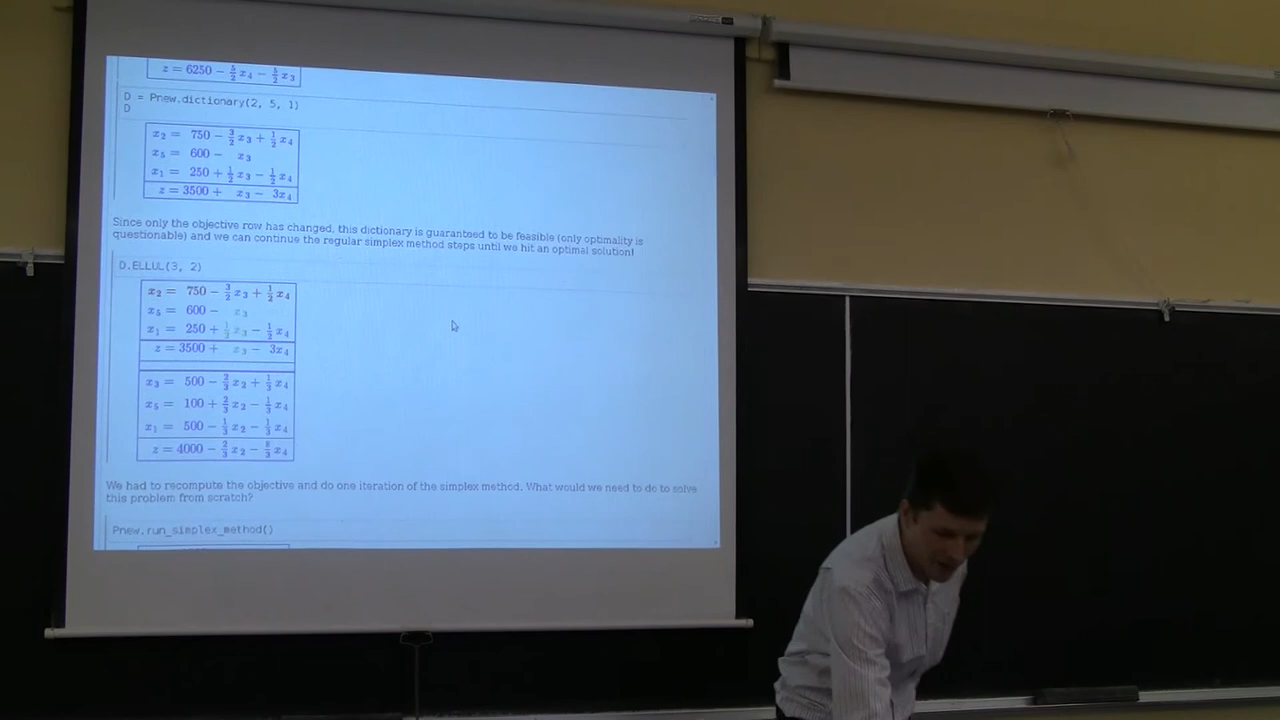 z = 6250 − 5/2 x₄ − 5/2 x₃
D = Pnew.dictionary(2, 5, 1)
D
x₂ = 750 − 3/2 x₃ + 1/2 x₄
x₅ = 600 − x₃
x₁ = 250 + 1/2 x₃ − 1/2 x₄
z = 3500 + x₃ − 3x₄
Since only the objective row has changed, this dictionary is guaranteed to be feasible (only optimality is
questionable) and we can continue the regular simplex method steps until we hit an optimal solution!
D.ELLUL(3, 2)
x₂ = 750 − 3/2 x₃ + 1/2 x₄
x₅ = 600 − x₃
x₁ = 250 + 1/2 x₃ − 1/2 x₄
z = 3500 + x₃ − 3x₄
x₃ = 500 − 2/3 x₂ + 1/3 x₄
x₅ = 100 + 2/3 x₂ − 1/3 x₄
x₁ = 500 − 1/3 x₂ − 1/3 x₄
z = 4000 − 2/3 x₂ − 8/3 x₄
We had to recompute the objective and do one iteration of the simplex method. What would we need to do to solve
this problem from scratch?
Pnew.run_simplex_method()